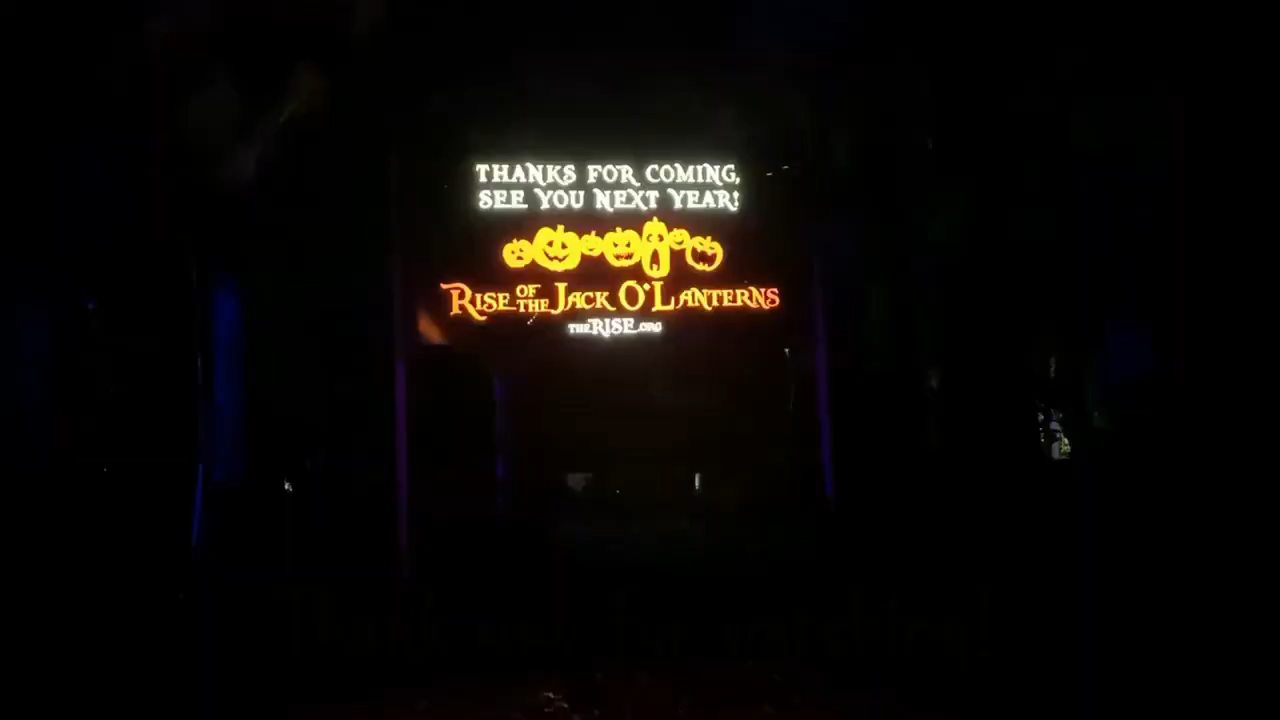 THANKS FOR COMING,
SEE YOU NEXT YEAR!
RISE OF THE JACK O'LANTERNS
THERISE.ORG